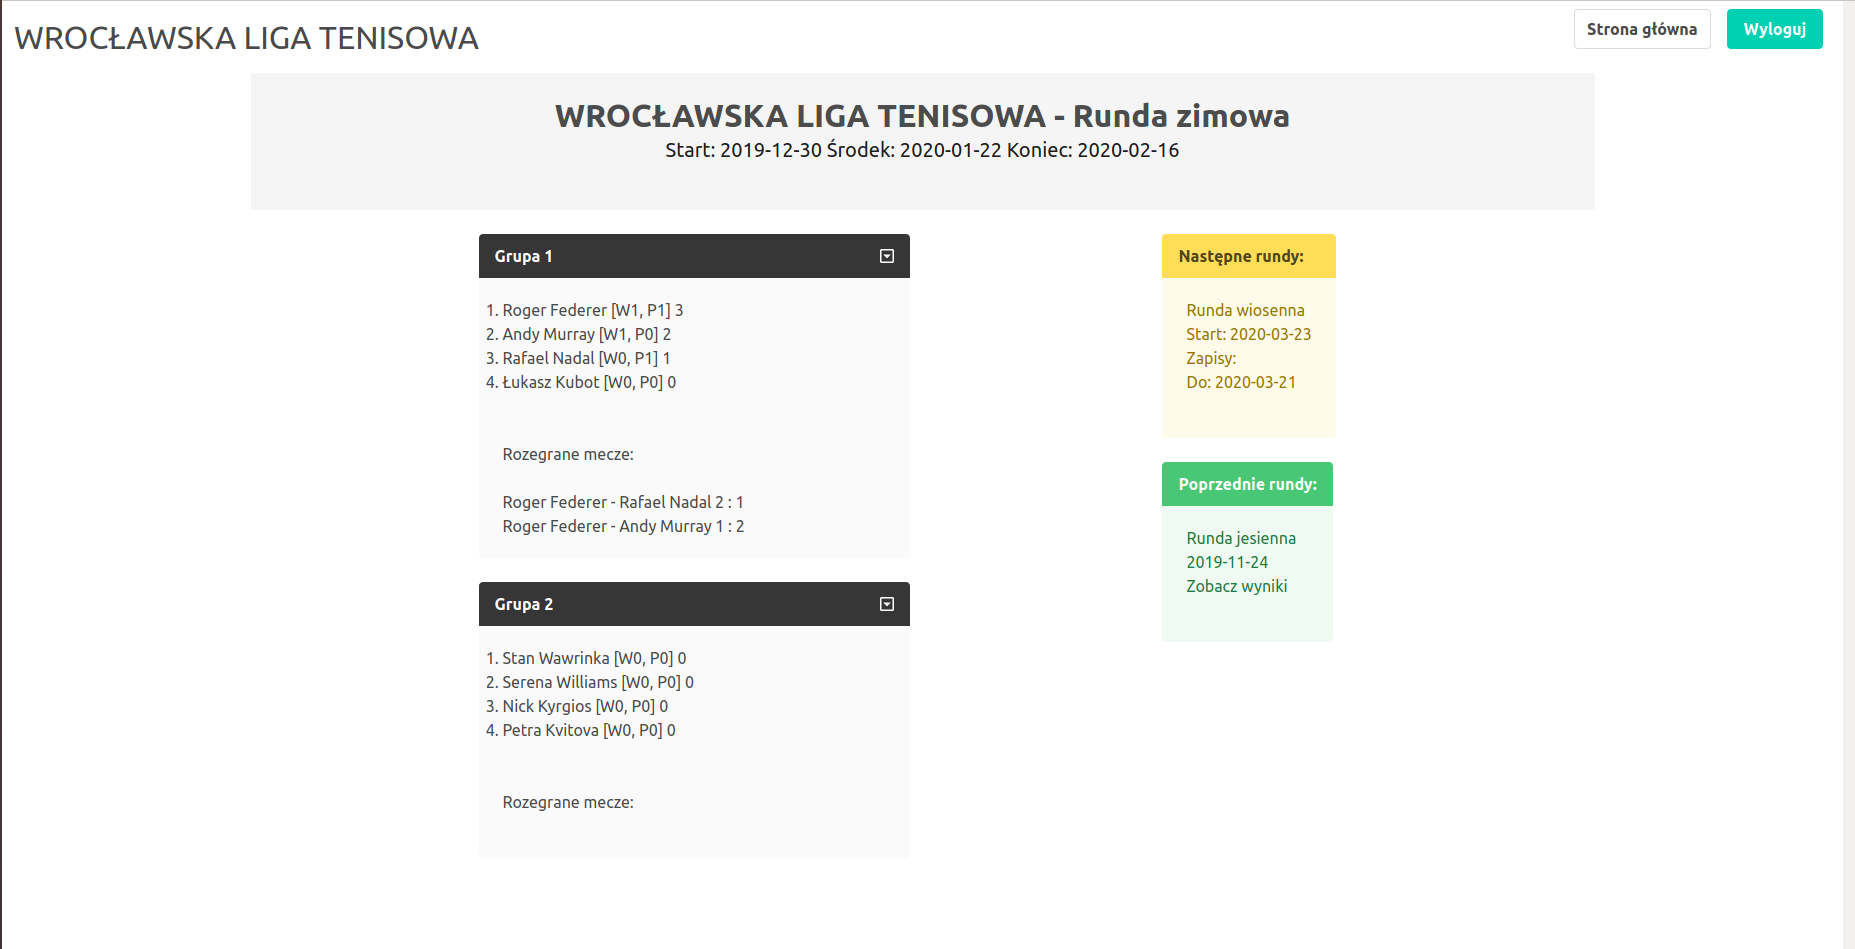 WROCŁAWSKA LIGA TENISOWA
Strona główna
Wyloguj
WROCŁAWSKA LIGA TENISOWA - Runda zimowa
Start: 2019-12-30 Środek: 2020-01-22 Koniec: 2020-02-16
Grupa 1
1. Roger Federer [W1, P1] 3
2. Andy Murray [W1, P0] 2
3. Rafael Nadal [W0, P1] 1
4. Łukasz Kubot [W0, P0] 0
Rozegrane mecze:
Roger Federer - Rafael Nadal 2 : 1
Roger Federer - Andy Murray 1 : 2
Grupa 2
1. Stan Wawrinka [W0, P0] 0
2. Serena Williams [W0, P0] 0
3. Nick Kyrgios [W0, P0] 0
4. Petra Kvitova [W0, P0] 0
Rozegrane mecze:
Następne rundy:
Runda wiosenna
Start: 2020-03-23
Zapisy:
Do: 2020-03-21
Poprzednie rundy:
Runda jesienna
2019-11-24
Zobacz wyniki